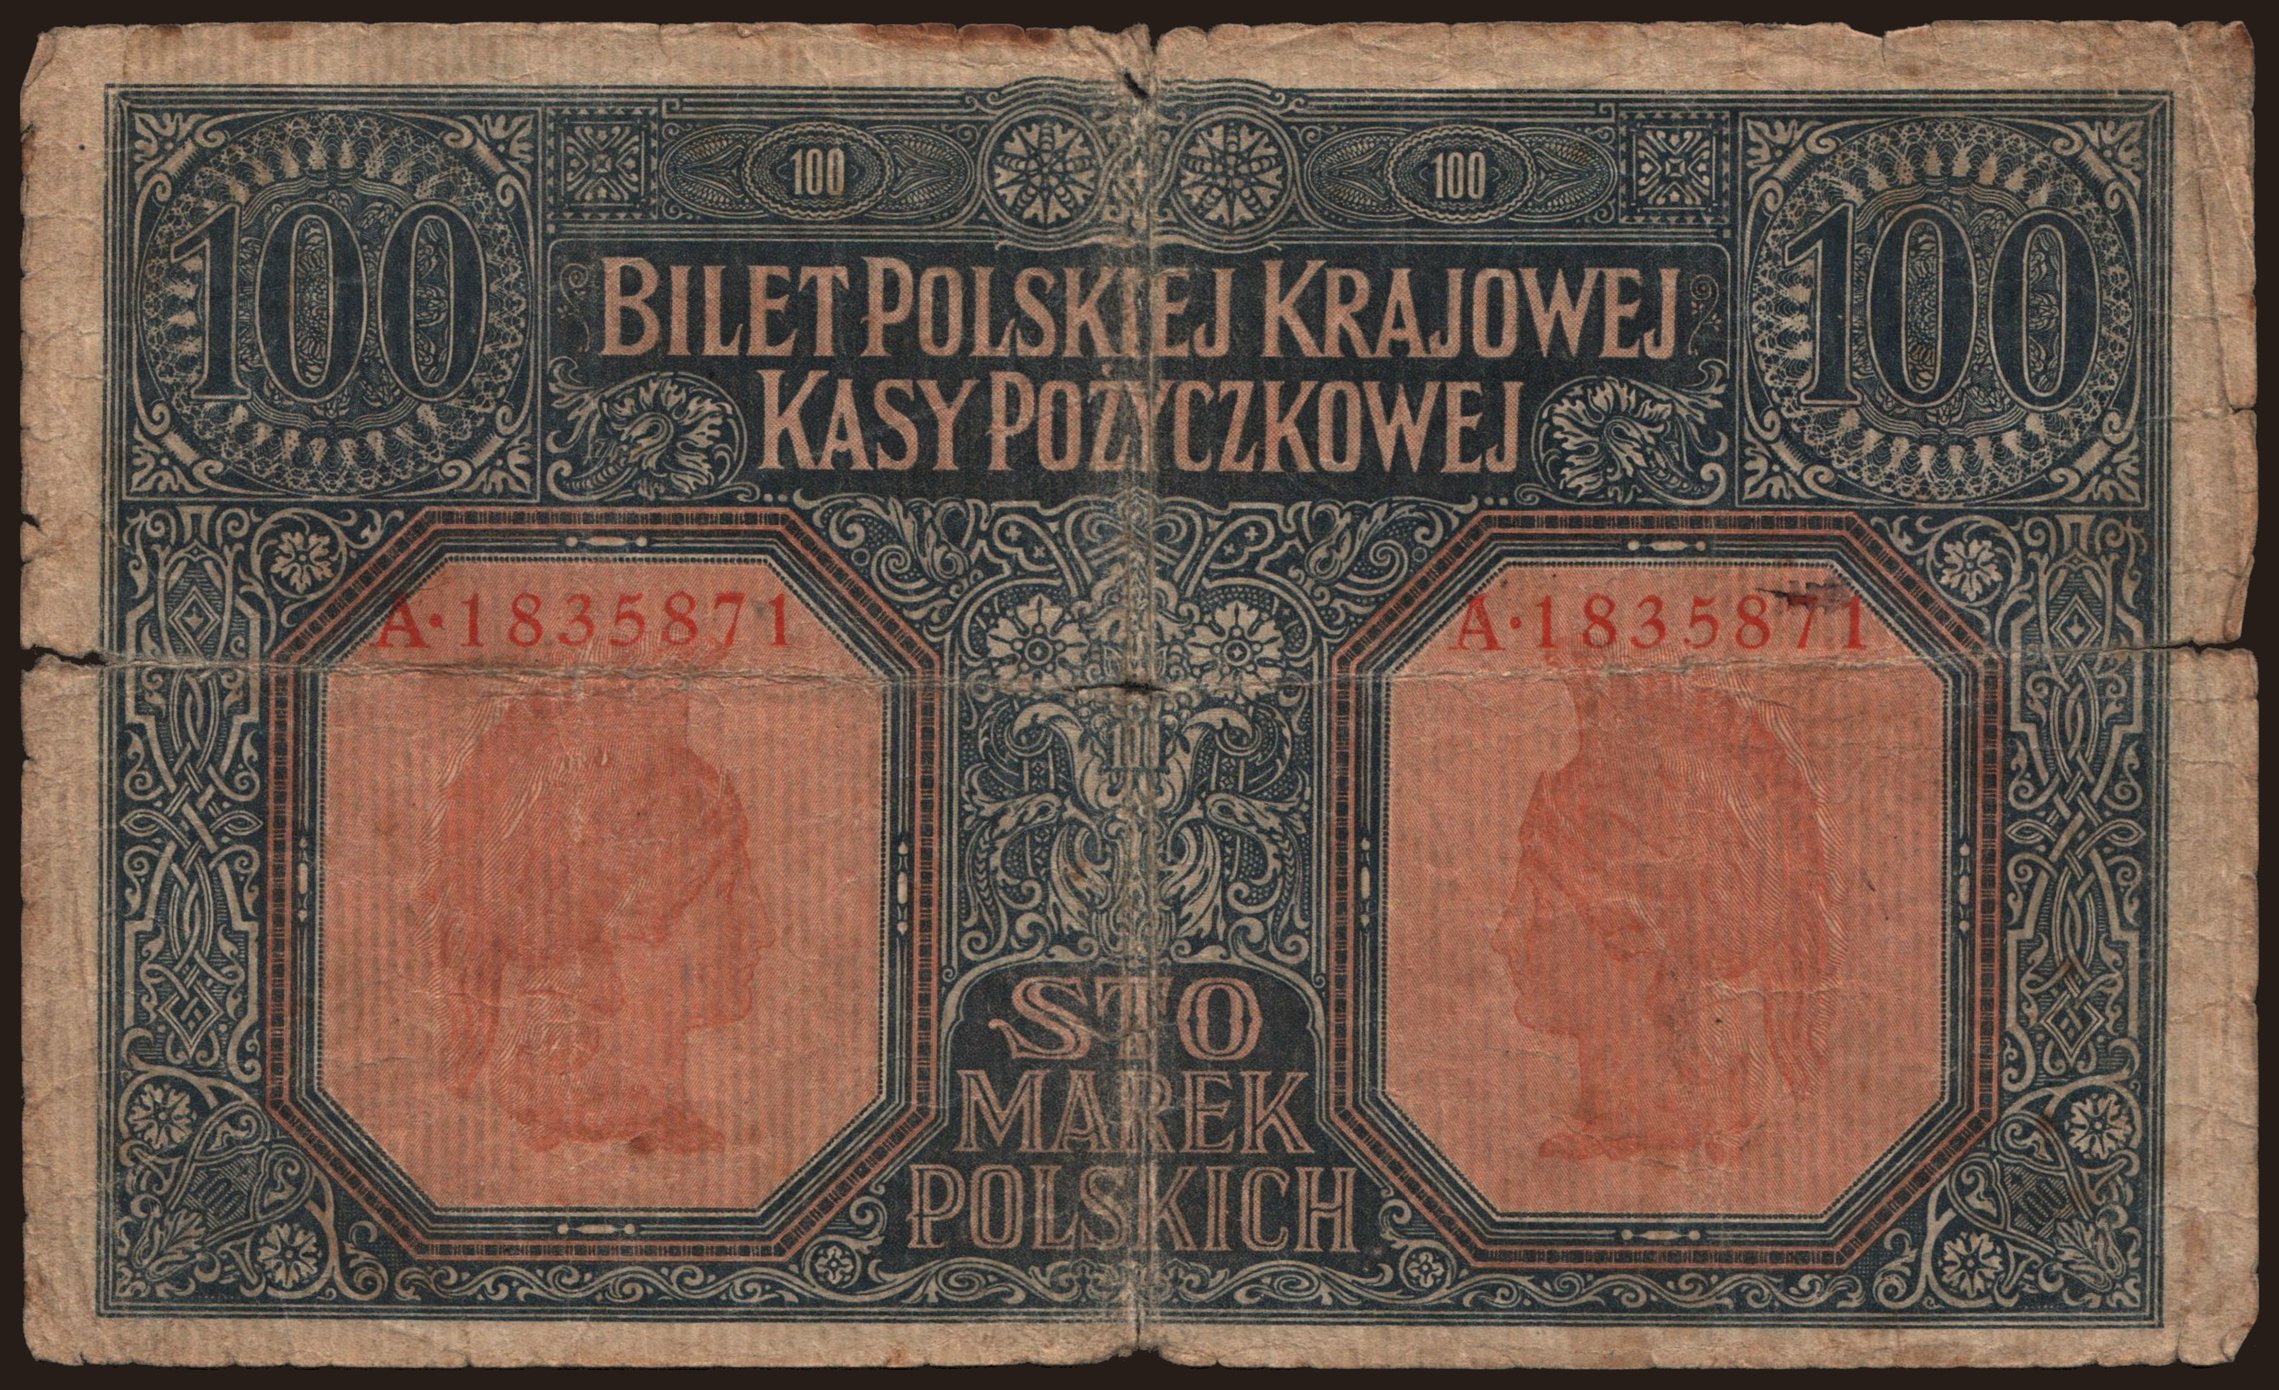 100 100 100 100
BILET POLSKIEJ KRAJOWEJ
KASY POŻYCZKOWEJ
A·1835871 A·1835871
STO
MAREK
POLSKICH